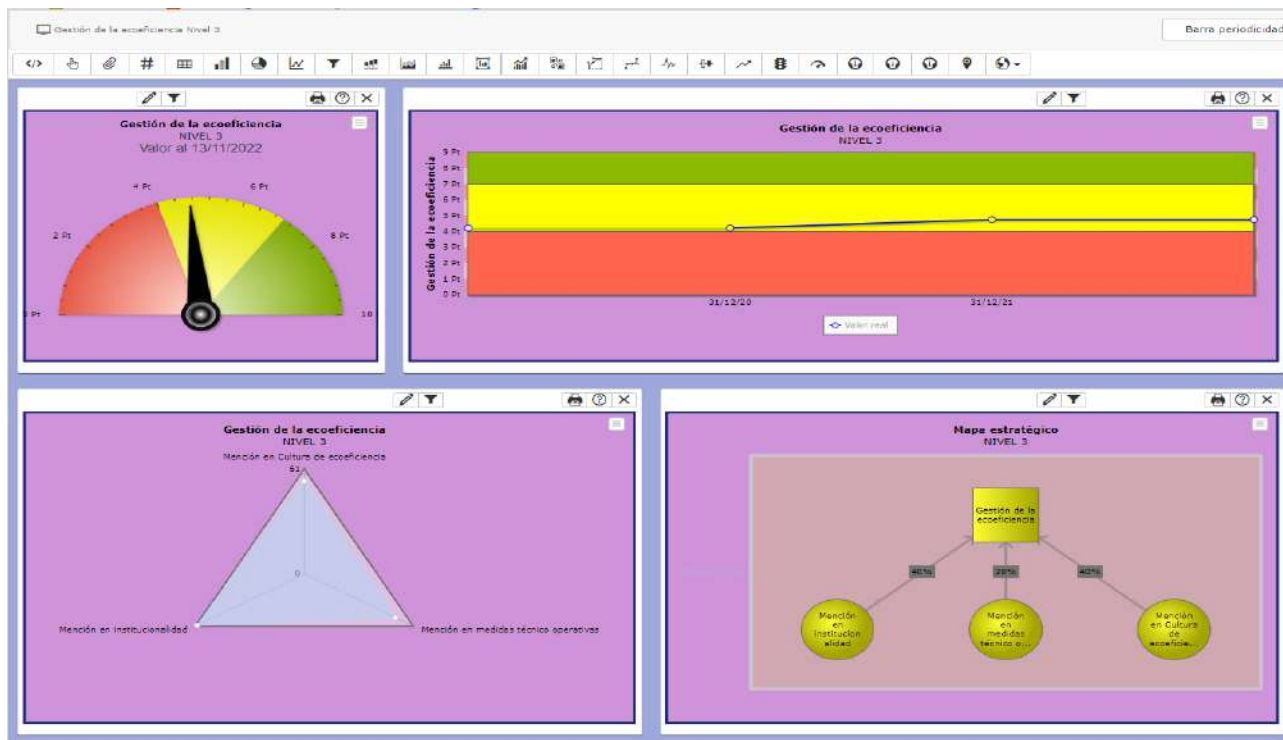 Gestión de la ecoeficiencia Nivel 3
Barra periodicidad
Gestión de la ecoeficiencia
NIVEL 3
Valor al 13/11/2022
2 Pt
4 Pt
6 Pt
8 Pt
10
Gestión de la ecoeficiencia
NIVEL 3
Gestión de la ecoeficiencia
9 Pt
8 Pt
7 Pt
6 Pt
5 Pt
4 Pt
3 Pt
2 Pt
1 Pt
0 Pt
31/12/20
31/12/21
Valor real
Gestión de la ecoeficiencia
NIVEL 3
Mención en Cultura de ecoeficiencia
0
Mención en institucionalidad
Mención en medidas técnico operativas
Mapa estratégico
NIVEL 3
Gestión de la
ecoeficiencia
40%
20%
40%
Mención
en
institucion
alidad
Mención
en
medidas
técnico o...
Mención
en Cultura
de
ecoeficie...